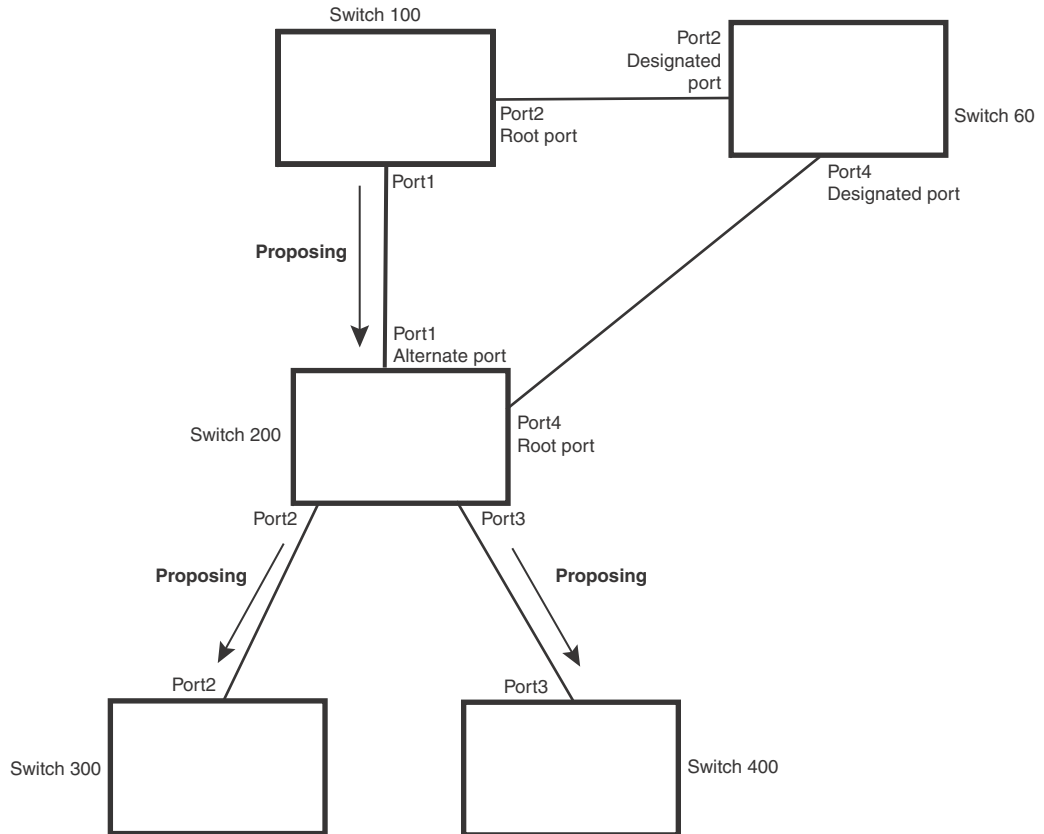 Switch 100
Port2
Designated
port
Port2
Root port
Switch 60
Port1
Port4
Designated port
Proposing
Port1
Alternate port
Switch 200
Port4
Root port
Port2
Port3
Proposing
Proposing
Port2
Port3
Switch 300
Switch 400